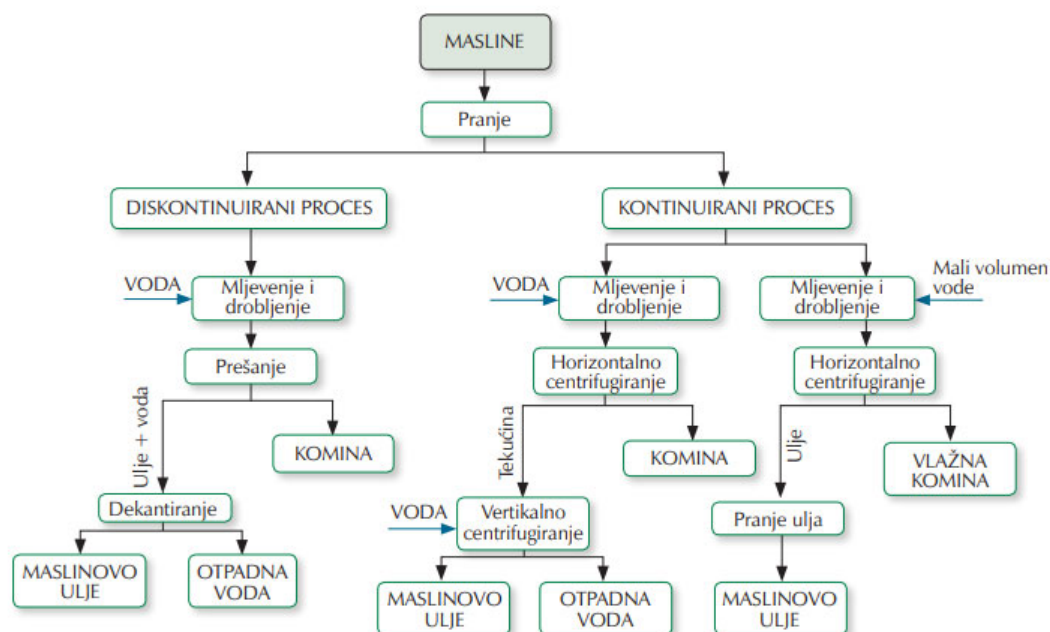 MASLINE
Pranje
DISKONTINUIRANI PROCES
KONTINUIRANI PROCES
VODA
Mljevenje i
drobljenje
VODA
Mljevenje i
drobljenje
Mljevenje i
drobljenje
Mali volumen
vode
Prešanje
Horizontalno
centrifugiranje
Horizontalno
centrifugiranje
Ulje + voda
KOMINA
Tekućina
KOMINA
Ulje
VLAŽNA
KOMINA
Dekantiranje
VODA
Vertikalno
centrifugiranje
Pranje ulja
MASLINOVO
ULJE
OTPADNA
VODA
MASLINOVO
ULJE
OTPADNA
VODA
MASLINOVO
ULJE